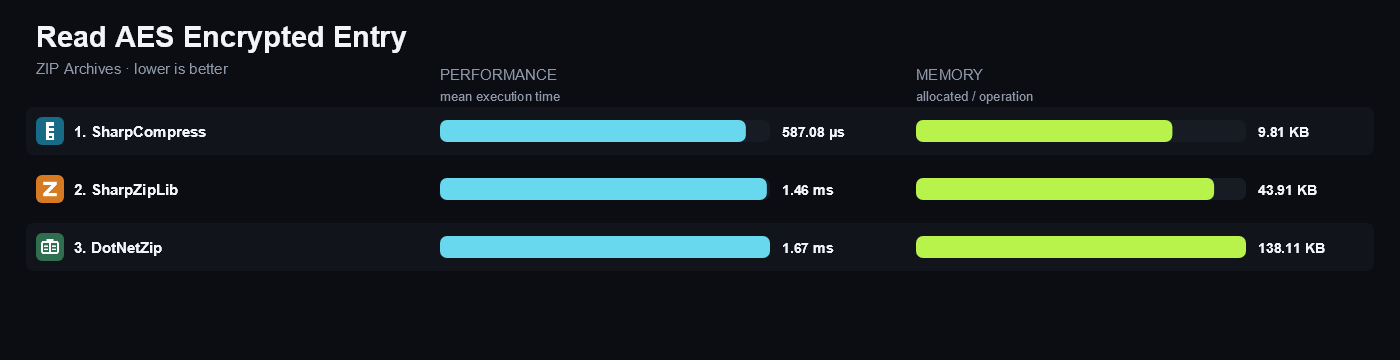 Read AES Encrypted Entry
ZIP Archives · lower is better
PERFORMANCE
mean execution time
MEMORY
allocated / operation
1. SharpCompress 587.08 µs 9.81 KB
Z 2. SharpZipLib 1.46 ms 43.91 KB
3. DotNetZip 1.67 ms 138.11 KB